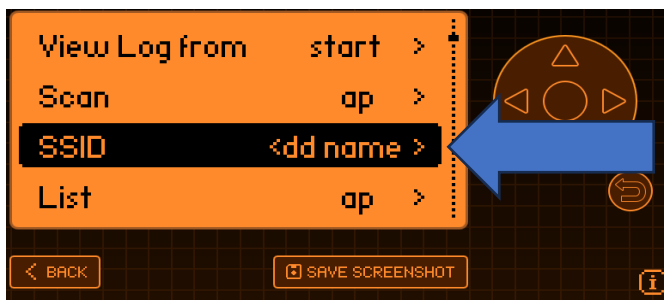 View Log from start >
Scan ap >
SSID <dd name >
List ap >
< BACK
SAVE SCREENSHOT
i